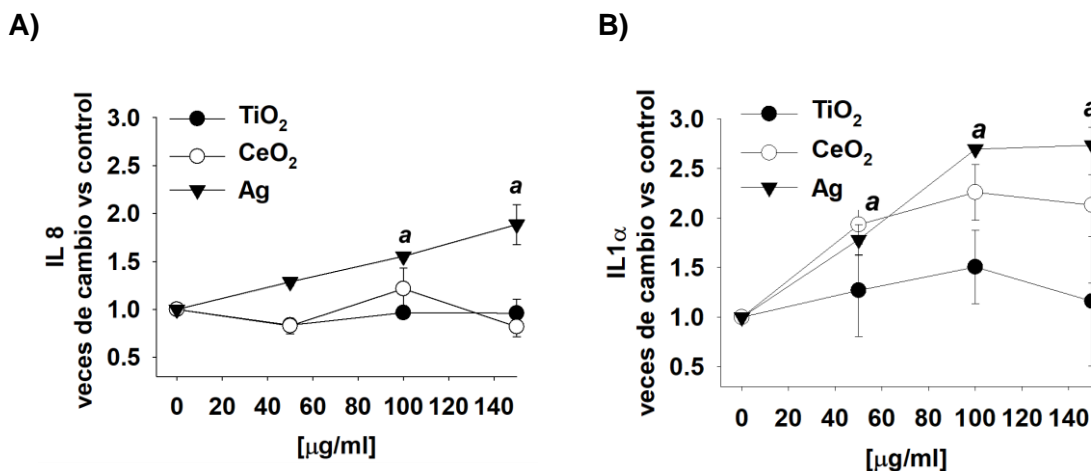 A)
TiO2
CeO2
Ag
IL 8
veces de cambio vs control
3.0
2.5
2.0
1.5
1.0
0.5
a
a
0 20 40 60 80 100 120 140
[μg/ml]
B)
TiO2
CeO2
Ag
IL1α
veces de cambio vs control
3.0
2.5
2.0
1.5
1.0
0.5
a
a
a
0 20 40 60 80 100 120 140
[μg/ml]